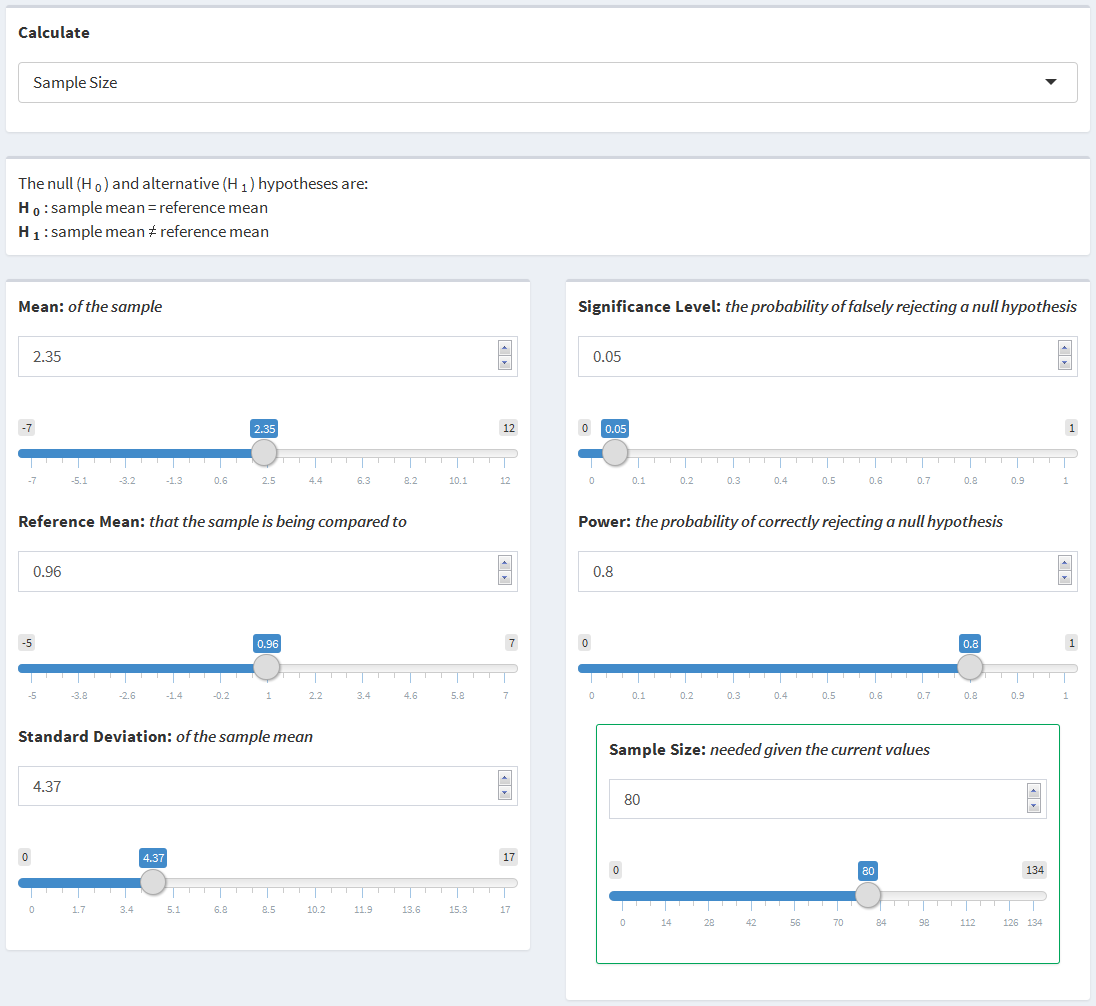 Calculate
Sample Size
The null (H 0 ) and alternative (H 1 ) hypotheses are:
H 0 : sample mean = reference mean
H 1 : sample mean ≠ reference mean
Mean: of the sample
2.35
-7 2.35 12
-7 -5.1 -3.2 -1.3 0.6 2.5 4.4 6.3 8.2 10.1 12
Reference Mean: that the sample is being compared to
0.96
-5 0.96 7
-5 -3.8 -2.6 -1.4 -0.2 1 2.2 3.4 4.6 5.8 7
Standard Deviation: of the sample mean
4.37
0 4.37 17
0 1.7 3.4 5.1 6.8 8.5 10.2 11.9 13.6 15.3 17
Significance Level: the probability of falsely rejecting a null hypothesis
0.05
0 0.05 1
0 0.1 0.2 0.3 0.4 0.5 0.6 0.7 0.8 0.9 1
Power: the probability of correctly rejecting a null hypothesis
0.8
0 0.8 1
0 0.1 0.2 0.3 0.4 0.5 0.6 0.7 0.8 0.9 1
Sample Size: needed given the current values
80
0 80 134
0 14 28 42 56 70 84 98 112 126 134